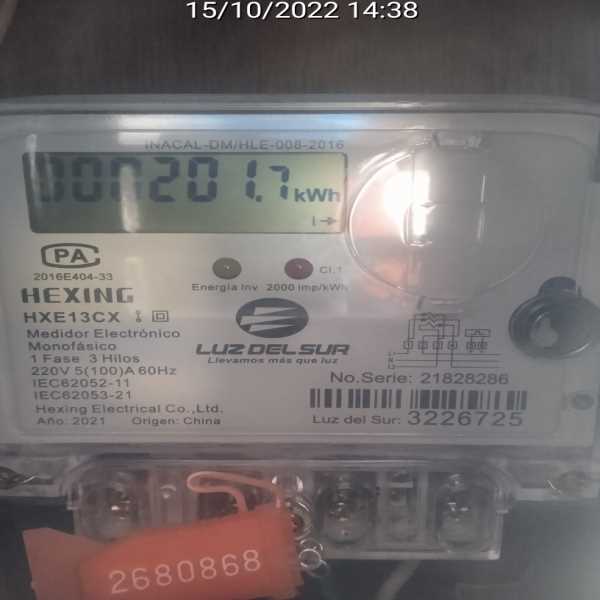 15/10/2022 14:38
INACAL-DM/HLE-008-2016
000201.7 kWh
PA
2016E404-33
Energía Inv 2000 imp/kWh
Cl.1
HEXING
HXE13CX
Medidor Electrónico
Monofásico
1 Fase 3 Hilos
220V 5(100)A 60Hz
IEC62052-11
IEC62053-21
Hexing Electrical Co.,Ltd.
Año: 2021 Origen: China
LUZ DEL SUR
Llevamos más que luz
No.Serie: 21828286
Luz del Sur: 3226725
2680868